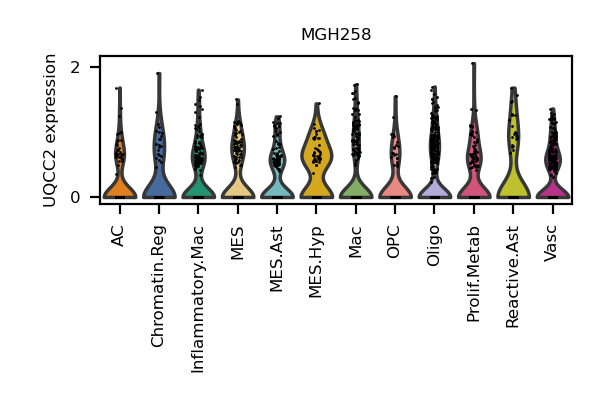 MGH258
UQCC2 expression
2
0
AC
Chromatin.Reg
Inflammatory.Mac
MES
MES.Ast
MES.Hyp
Mac
OPC
Oligo
Prolif.Metab
Reactive.Ast
Vasc